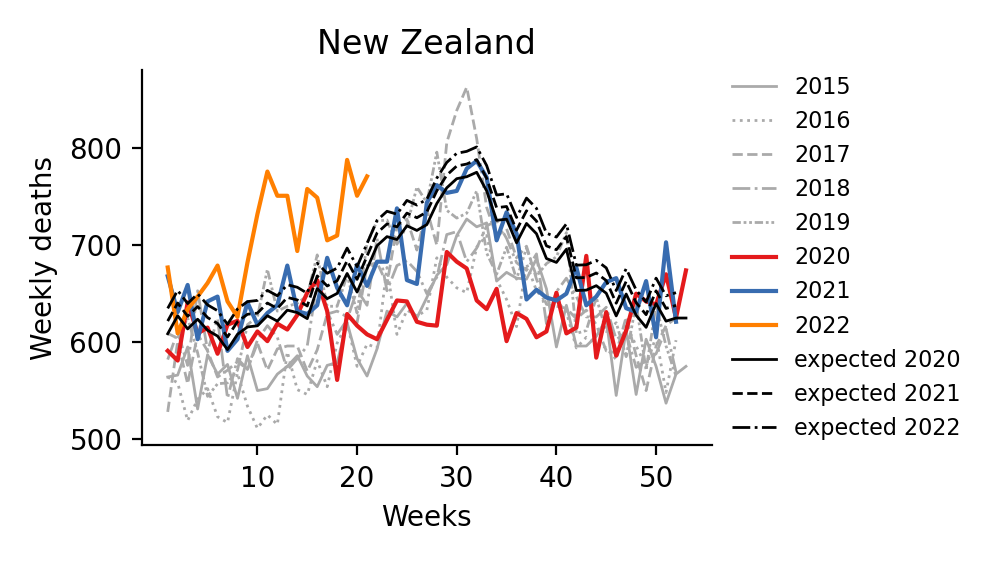 New Zealand
Weekly deaths
800
700
600
500
10 20 30 40 50
Weeks
2015
2016
2017
2018
2019
2020
2021
2022
expected 2020
expected 2021
expected 2022